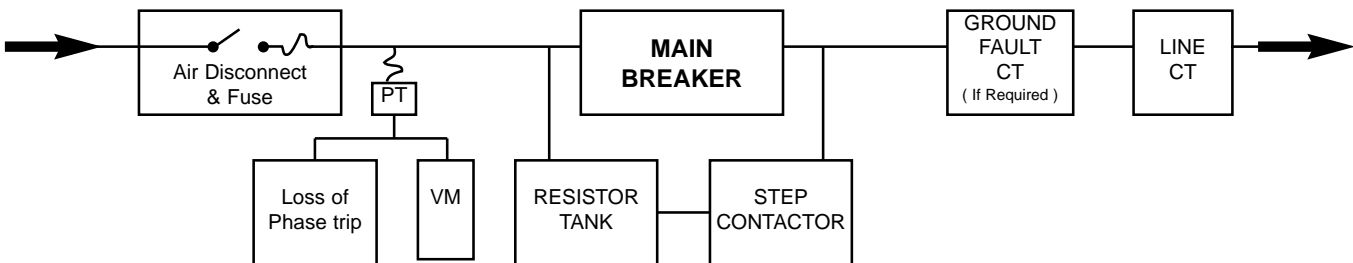 Air Disconnect
& Fuse
PT
Loss of
Phase trip
VM
MAIN
BREAKER
RESISTOR
TANK
STEP
CONTACTOR
GROUND
FAULT
CT
( If Required )
LINE
CT